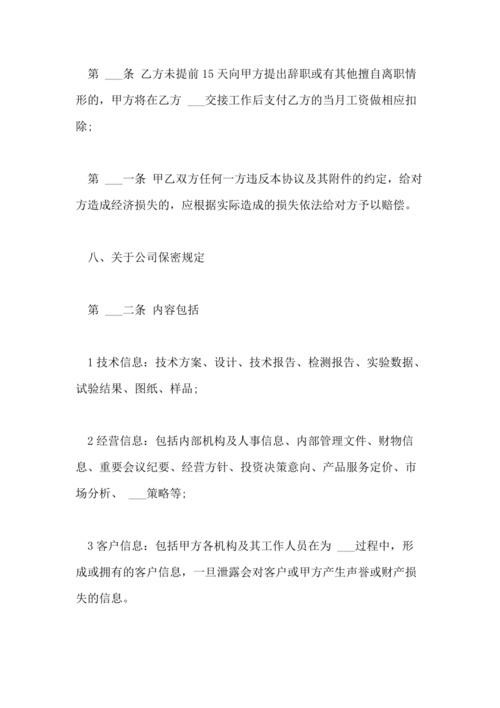 第 ___条 乙方未提前15天向甲方提出辞职或有其他擅自离职情
形的，甲方将在乙方 ___交接工作后支付乙方的当月工资做相应扣
除;
第 ___一条 甲乙双方任何一方违反本协议及其附件的约定，给对
方造成经济损失的，应根据实际造成的损失依法给对方予以赔偿。
八、关于公司保密规定
第 ___二条 内容包括
1技术信息：技术方案、设计、技术报告、检测报告、实验数据、
试验结果、图纸、样品;
2经营信息：包括内部机构及人事信息、内部管理文件、财物信
息、重要会议纪要、经营方针、投资决策意向、产品服务定价、市
场分析、 ___策略等;
3客户信息：包括甲方各机构及其工作人员在为 ___过程中，形
成或拥有的客户信息，一旦泄露会对客户或甲方产生声誉或财产损
失的信息。